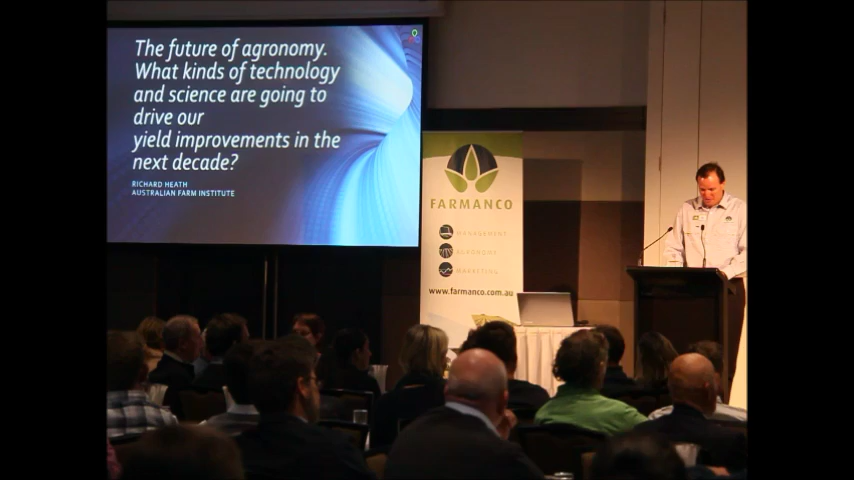 The future of agronomy.
What kinds of technology
and science are going to
drive our
yield improvements in the
next decade?
RICHARD HEATH
AUSTRALIAN FARM INSTITUTE
FARMANCO
MANAGEMENT
AGRONOMY
MARKETING
www.farmanco.com.au